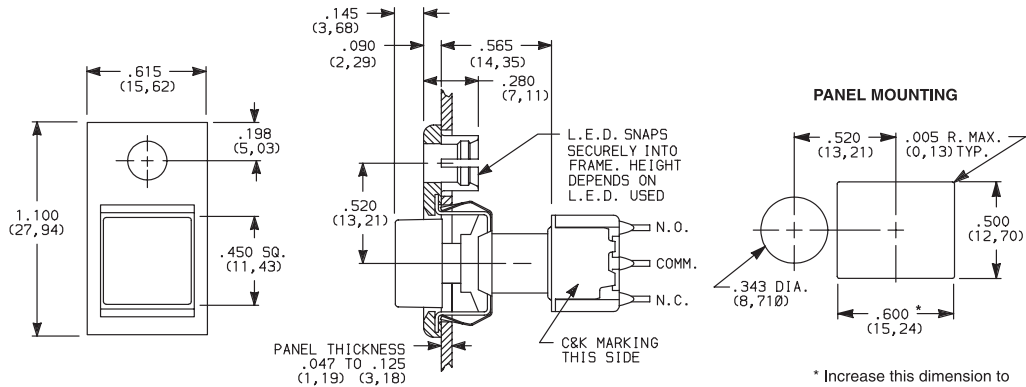 .615
(15,62)
.198
(5,03)
1.100
(27,94)
.450 SQ.
(11,43)
.145
(3,68)
.090
(2,29)
.565
(14,35)
.280
(7,11)
L.E.D. SNAPS
SECURELY INTO
FRAME. HEIGHT
DEPENDS ON
L.E.D. USED
.520
(13,21)
N.O.
COMM.
N.C.
C&K MARKING
THIS SIDE
PANEL THICKNESS
.047 TO .125
(1,19) (3,18)
PANEL MOUNTING
.520
(13,21)
.005 R. MAX.
(0,13) TYP.
.500
(12,70)
.343 DIA.
(8,710)
.600 *
(15,24)
* Increase this dimension to